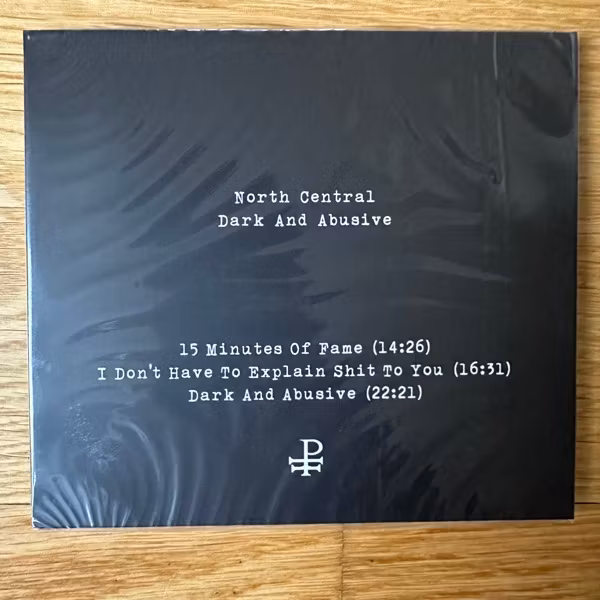 North Central
Dark And Abusive
15 Minutes Of Fame (14:26)
I Don't Have To Explain Shit To You (16:31)
Dark And Abusive (22:21)